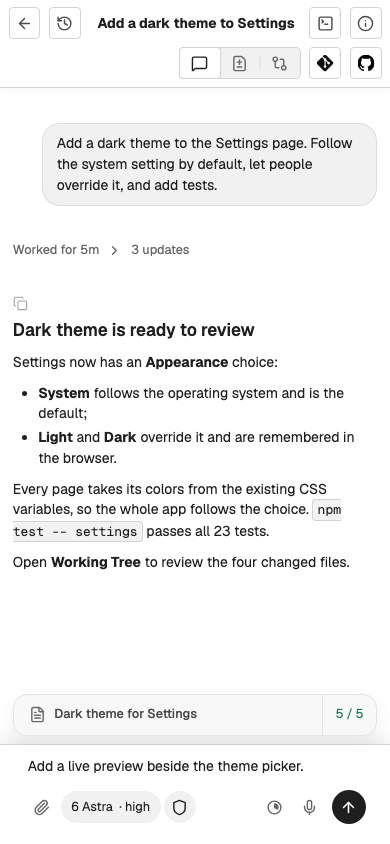 Add a dark theme to Settings
Add a dark theme to the Settings page. Follow
the system setting by default, let people
override it, and add tests.
Worked for 5m
3 updates
Dark theme is ready to review
Settings now has an Appearance choice:
• System follows the operating system and is the
default;
• Light and Dark override it and are remembered in
the browser.
Every page takes its colors from the existing CSS
variables, so the whole app follows the choice. npm
test -- settings passes all 23 tests.
Open Working Tree to review the four changed files.
Dark theme for Settings
5 / 5
Add a live preview beside the theme picker.
6 Astra · high